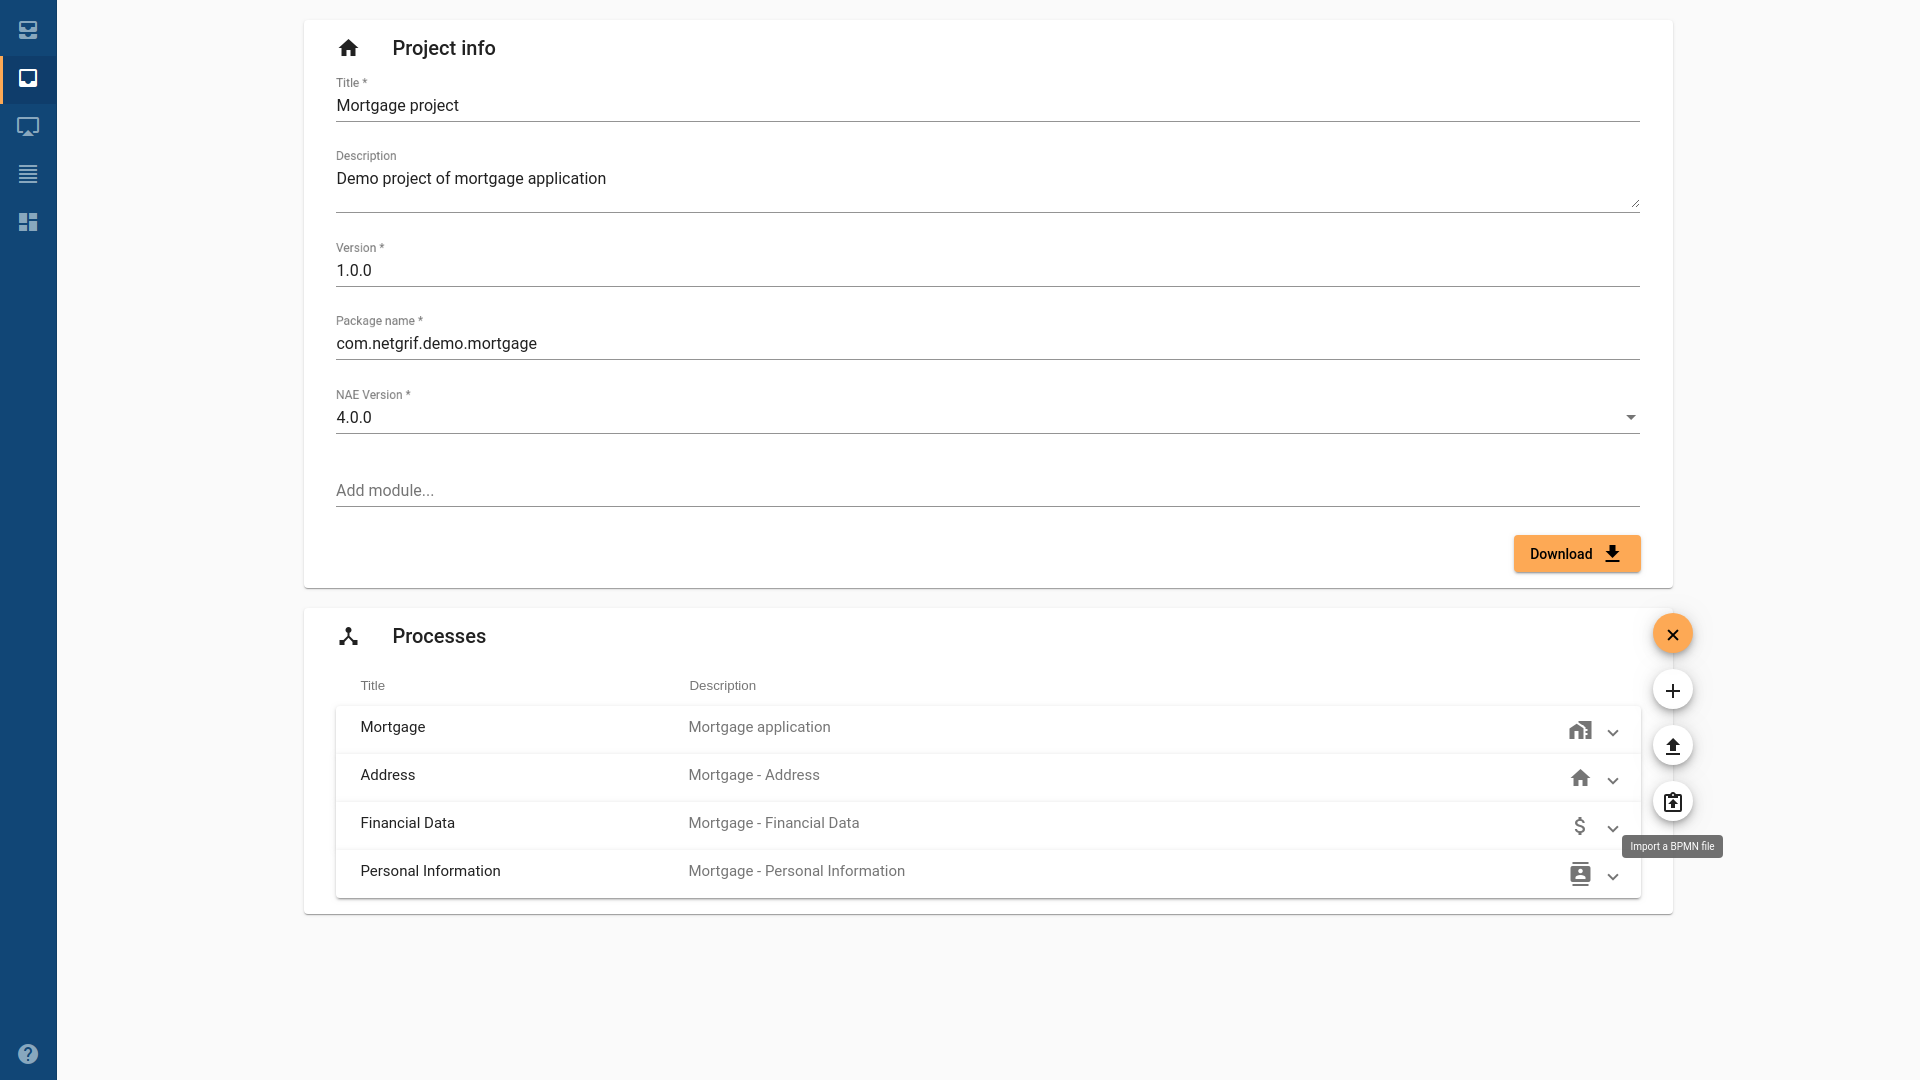 Project info
Title *
Mortgage project
Description
Demo project of mortgage application
Version *
1.0.0
Package name *
com.netgrif.demo.mortgage
NAE Version *
4.0.0
Add module...
Download
Processes
Title Description
Mortgage Mortgage application
Address Mortgage - Address
Financial Data Mortgage - Financial Data
Import a BPMN file
Personal Information Mortgage - Personal Information